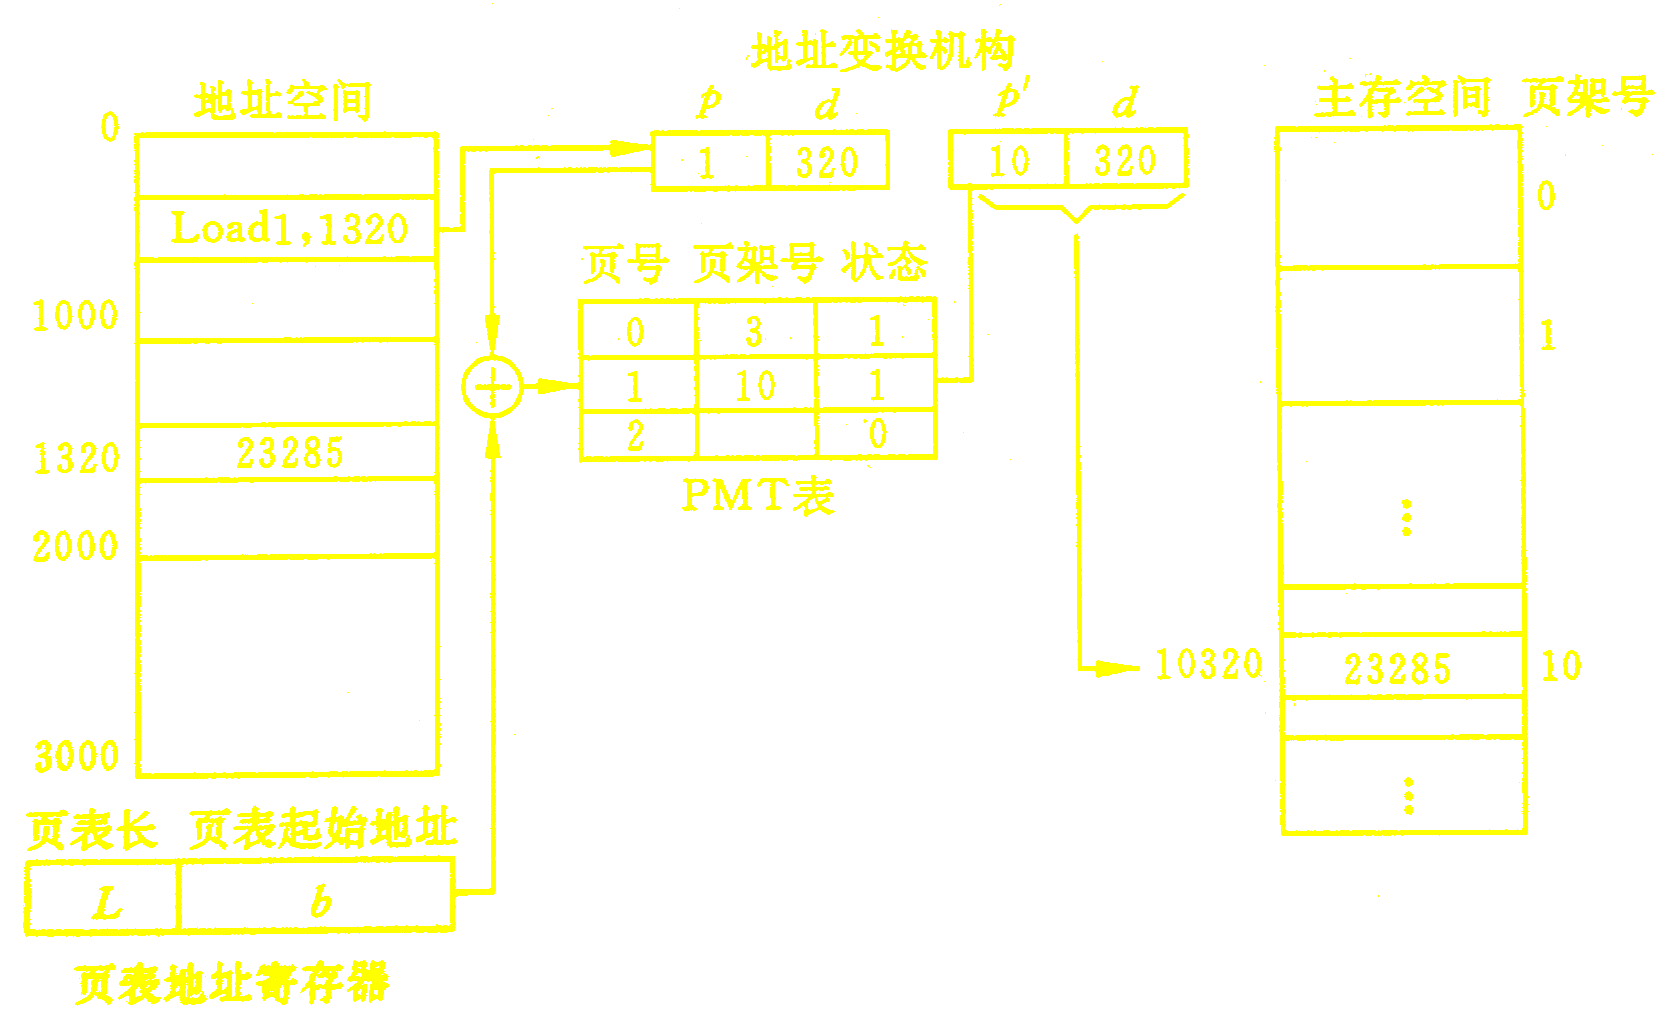 地址变换机构
地址空间
主存空间 页架号
p d
p' d
0
1 320
10 320
0
Load1,1320
页号 页架号 状态
1000
0 3 1
1
1 10 1
2 0
1320 23285
PMT表
⋮
2000
10320 23285 10
3000
⋮
页表长 页表起始地址
L b
页表地址寄存器